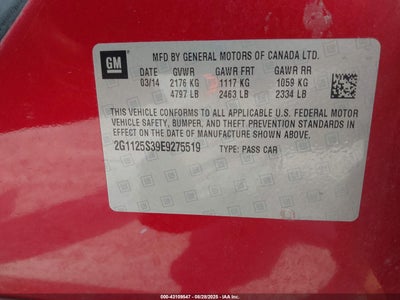 GM
MFD BY GENERAL MOTORS OF CANADA LTD.
DATE GVWR GAWR FRT GAWR RR
03/14 2176 KG 1117 KG 1059 KG
4797 LB 2463 LB 2334 LB
THIS VEHICLE CONFORMS TO ALL APPLICABLE U.S. FEDERAL MOTOR
VEHICLE SAFETY, BUMPER, AND THEFT PREVENTION STANDARDS
IN EFFECT ON THE DATE OF MANUFACTURE SHOWN ABOVE.
2G1125S39E9275519 TYPE: PASS CAR
000-43109547 - 08/28/2025 - IAA Inc.